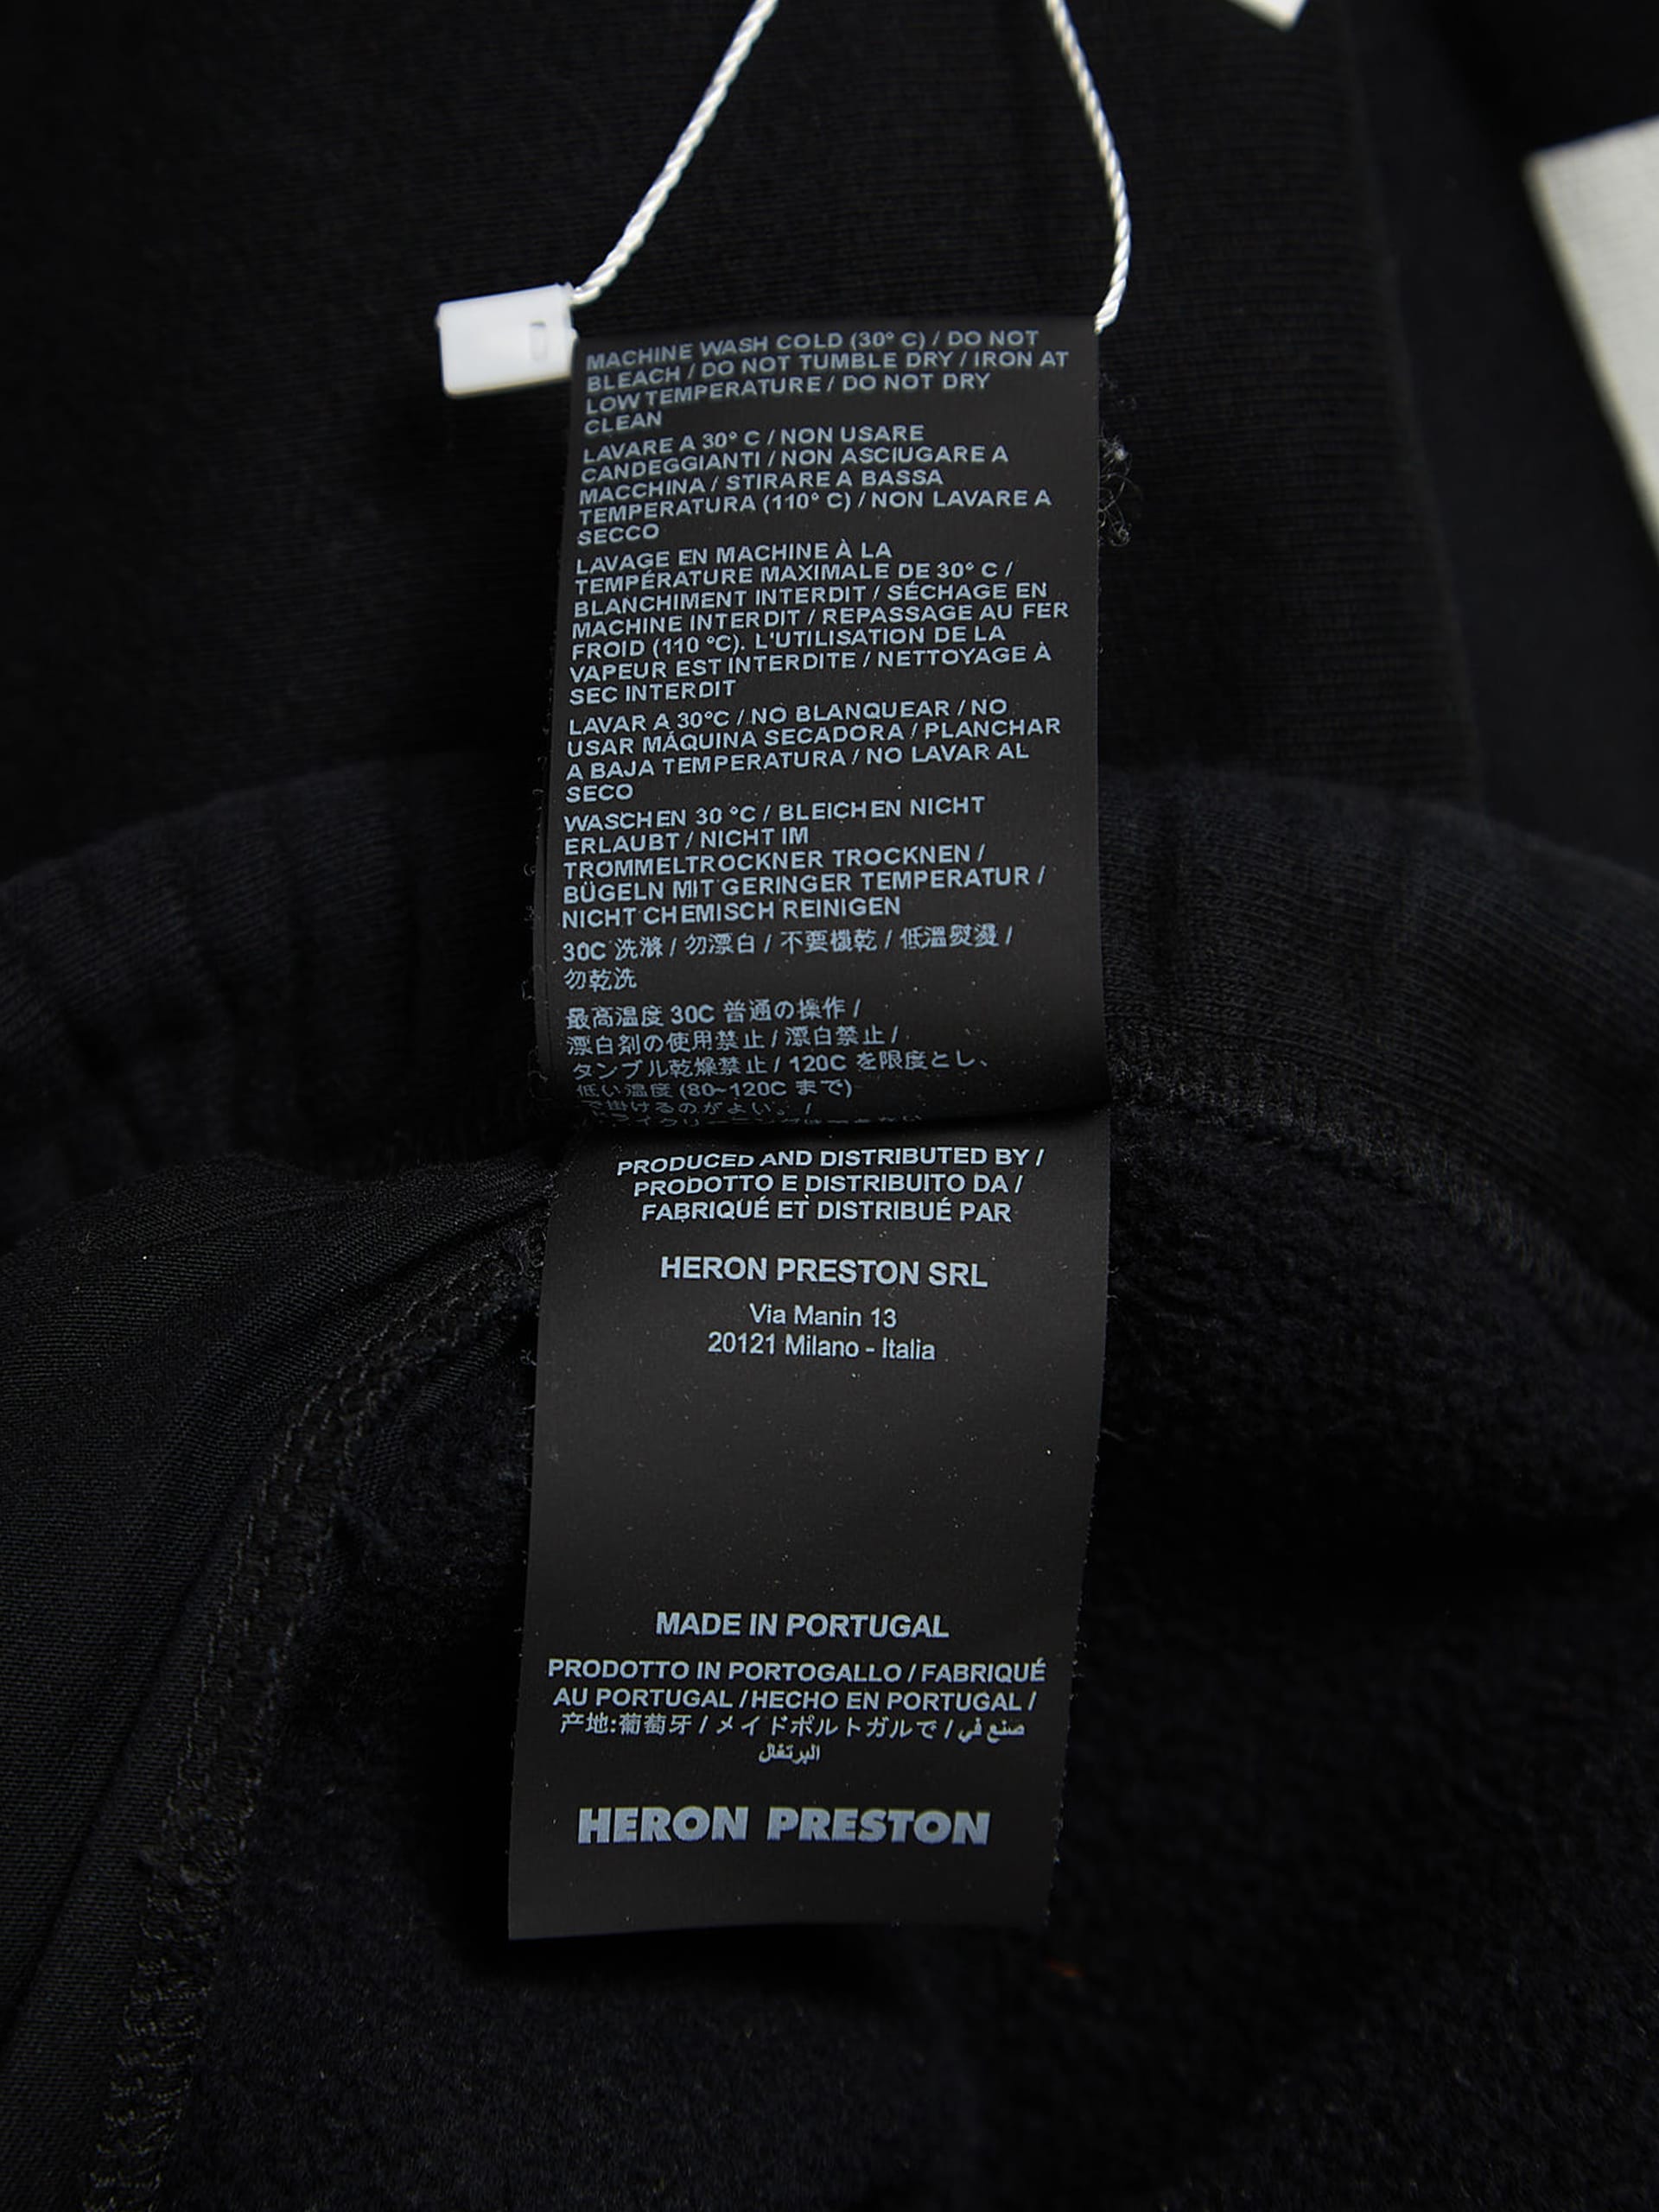 MACHINE WASH COLD (30° C) / DO NOT
BLEACH / DO NOT TUMBLE DRY / IRON AT
LOW TEMPERATURE / DO NOT DRY
CLEAN
LAVARE A 30° C / NON USARE
CANDEGGIANTI / NON ASCIUGARE A
MACCHINA / STIRARE A BASSA
TEMPERATURA (110° C) / NON LAVARE A
SECCO
LAVAGE EN MACHINE À LA
TEMPÉRATURE MAXIMALE DE 30° C /
BLANCHIMENT INTERDIT / SÉCHAGE EN
MACHINE INTERDIT / REPASSAGE AU FER
FROID (110 °C). L'UTILISATION DE LA
VAPEUR EST INTERDITE / NETTOYAGE À
SEC INTERDIT
LAVAR A 30°C / NO BLANQUEAR / NO
USAR MÁQUINA SECADORA / PLANCHAR
A BAJA TEMPERATURA / NO LAVAR AL
SECO
WASCHEN 30 °C / BLEICHEN NICHT
ERLAUBT / NICHT IM
TROMMELTROCKNER TROCKNEN /
BÜGELN MIT GERINGER TEMPERATUR /
NICHT CHEMISCH REINIGEN
30C 洗滌 / 勿漂白 / 不要機乾 / 低溫熨燙 /
勿乾洗
最高温度 30C 普通の操作 /
漂白剤の使用禁止 / 漂白禁止 /
タンブル乾燥禁止 / 120C を限度とし、
低い温度 (80~120C まで)
で掛けるのがよい。 /
PRODUCED AND DISTRIBUTED BY /
PRODOTTO E DISTRIBUITO DA /
FABRIQUÉ ET DISTRIBUÉ PAR
HERON PRESTON SRL
Via Manin 13
20121 Milano - Italia
MADE IN PORTUGAL
PRODOTTO IN PORTOGALLO / FABRIQUÉ
AU PORTUGAL / HECHO EN PORTUGAL /
产地:葡萄牙 / メイドポルトガルで / صنع في
البرتغال
HERON PRESTON